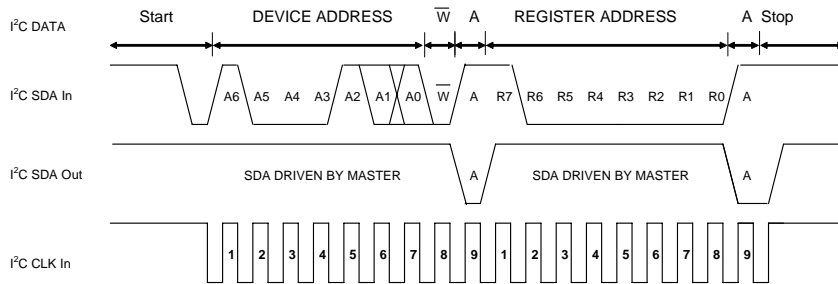 I²C DATA Start DEVICE ADDRESS W̅ A REGISTER ADDRESS A Stop
I²C SDA In A6 A5 A4 A3 A2 A1 A0 W̅ A R7 R6 R5 R4 R3 R2 R1 R0 A
I²C SDA Out SDA DRIVEN BY MASTER A SDA DRIVEN BY MASTER A
I²C CLK In 1 2 3 4 5 6 7 8 9 1 2 3 4 5 6 7 8 9